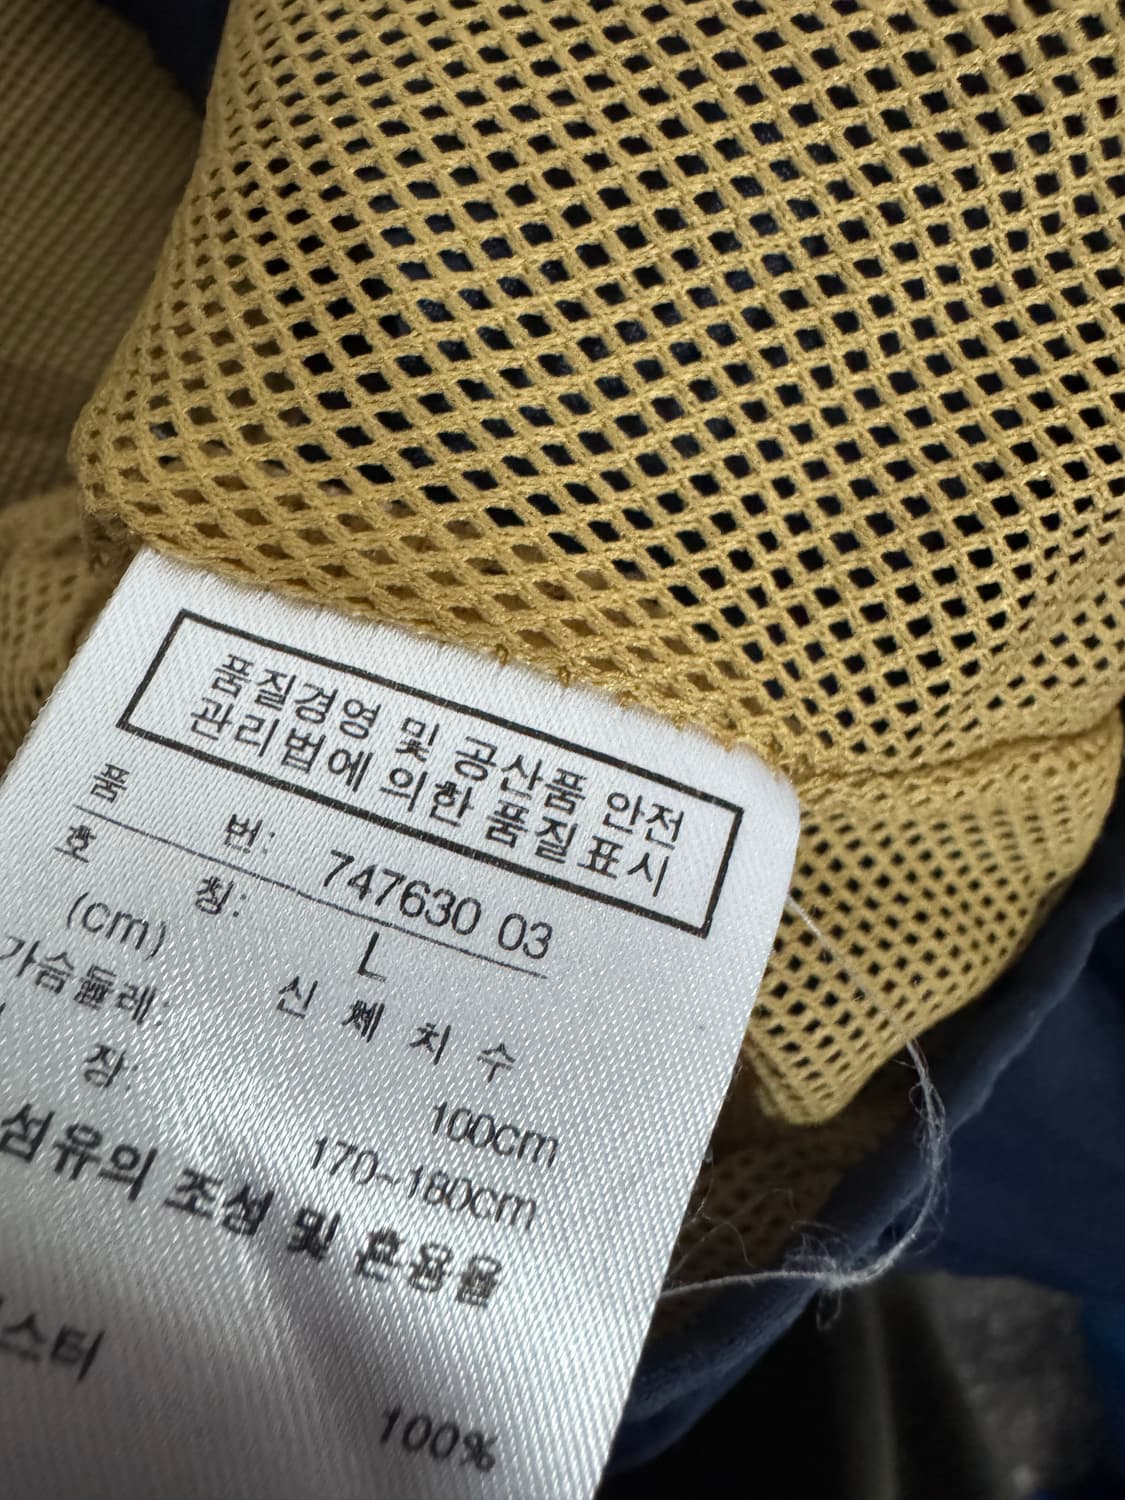 품질경영 및 공산품 안전
관리법에 의한 품질표시
품 번: 747630 03
호 칭: L
(cm) 신 체 치 수
가슴둘레: 100cm
장: 170-180cm
섬유의 조성 및 혼용율
스터 100%